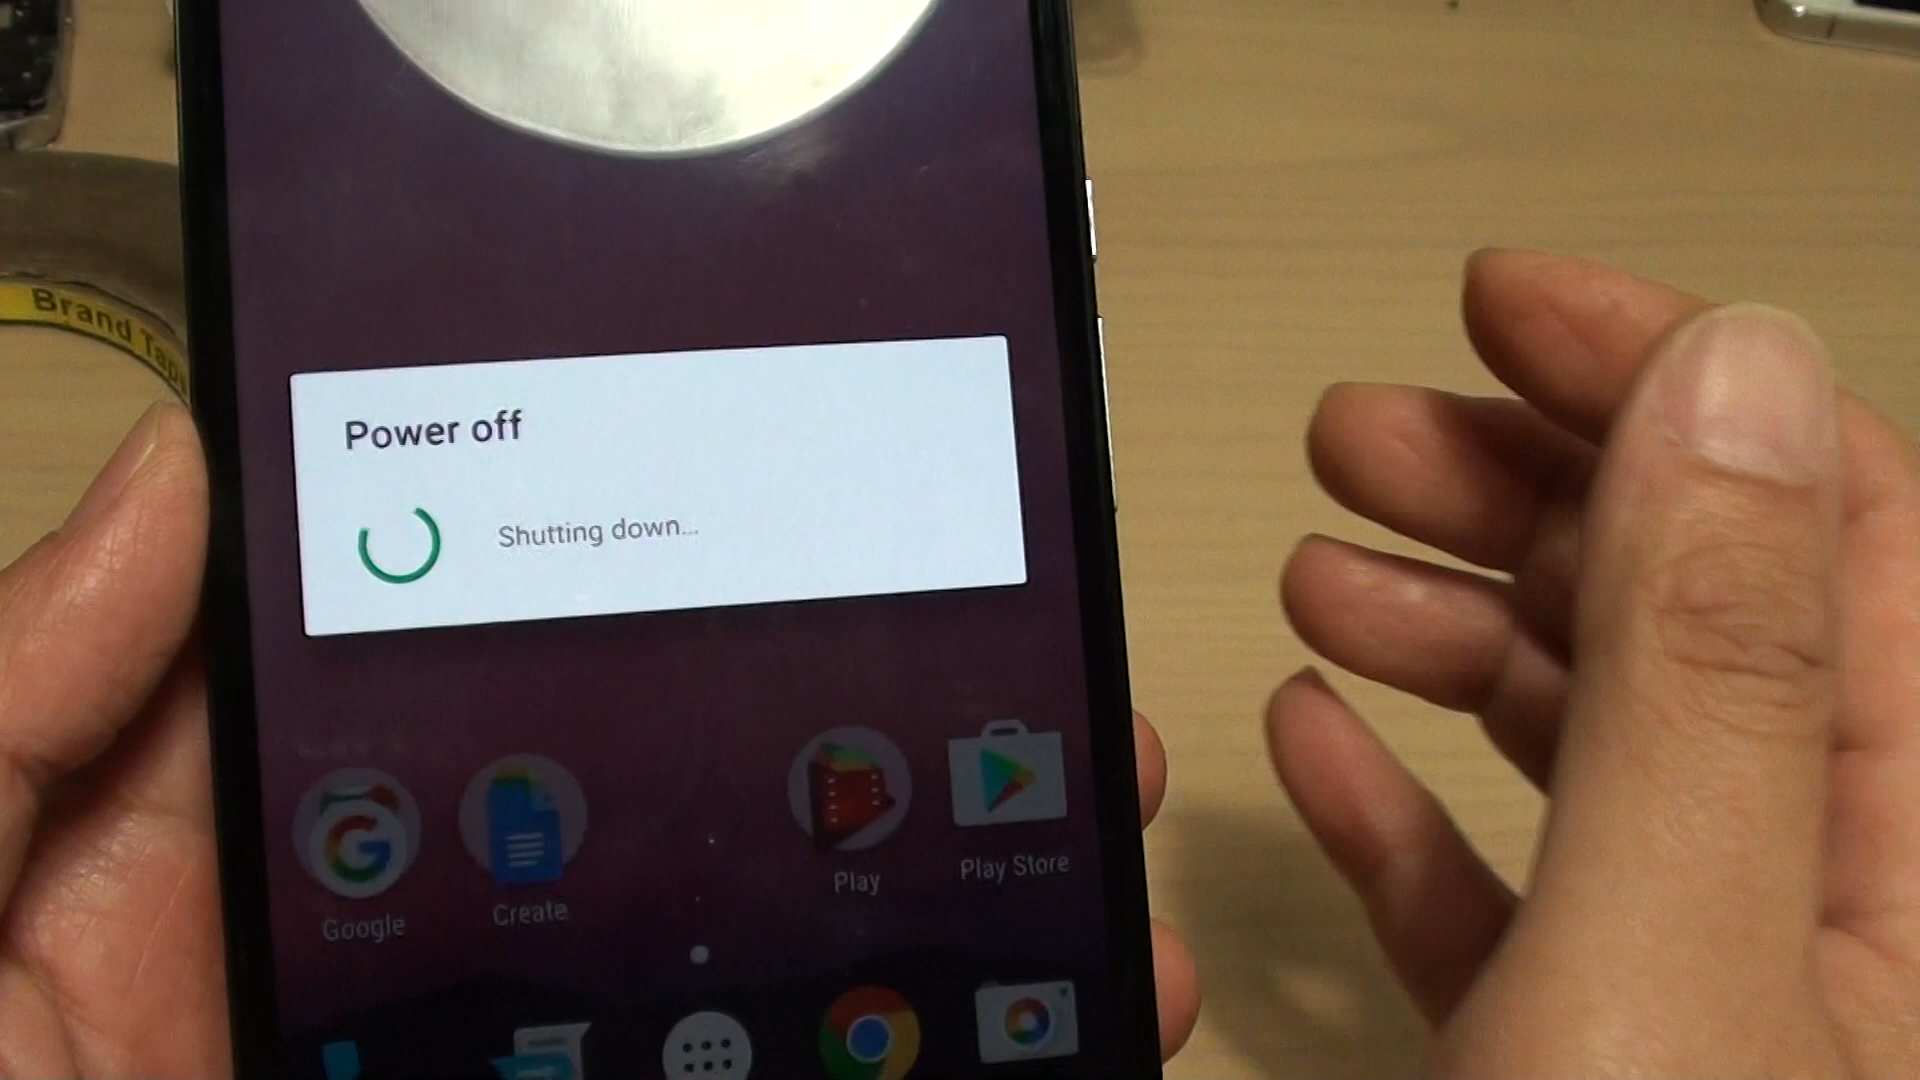 Brand Tape
Power off
Shutting down...
Google
Create
Play
Play Store